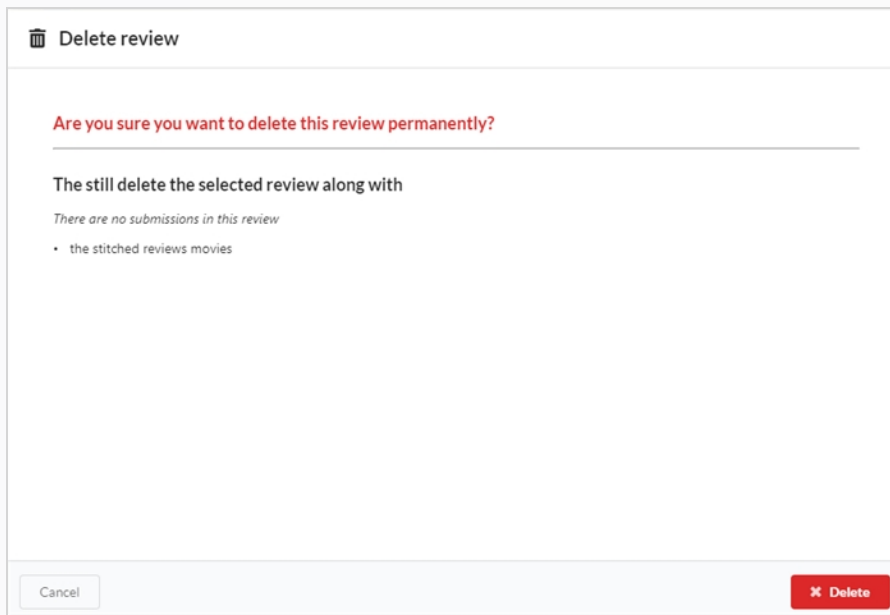 Delete review
Are you sure you want to delete this review permanently?
The still delete the selected review along with
There are no submissions in this review
• the stitched reviews movies
Cancel
✖ Delete